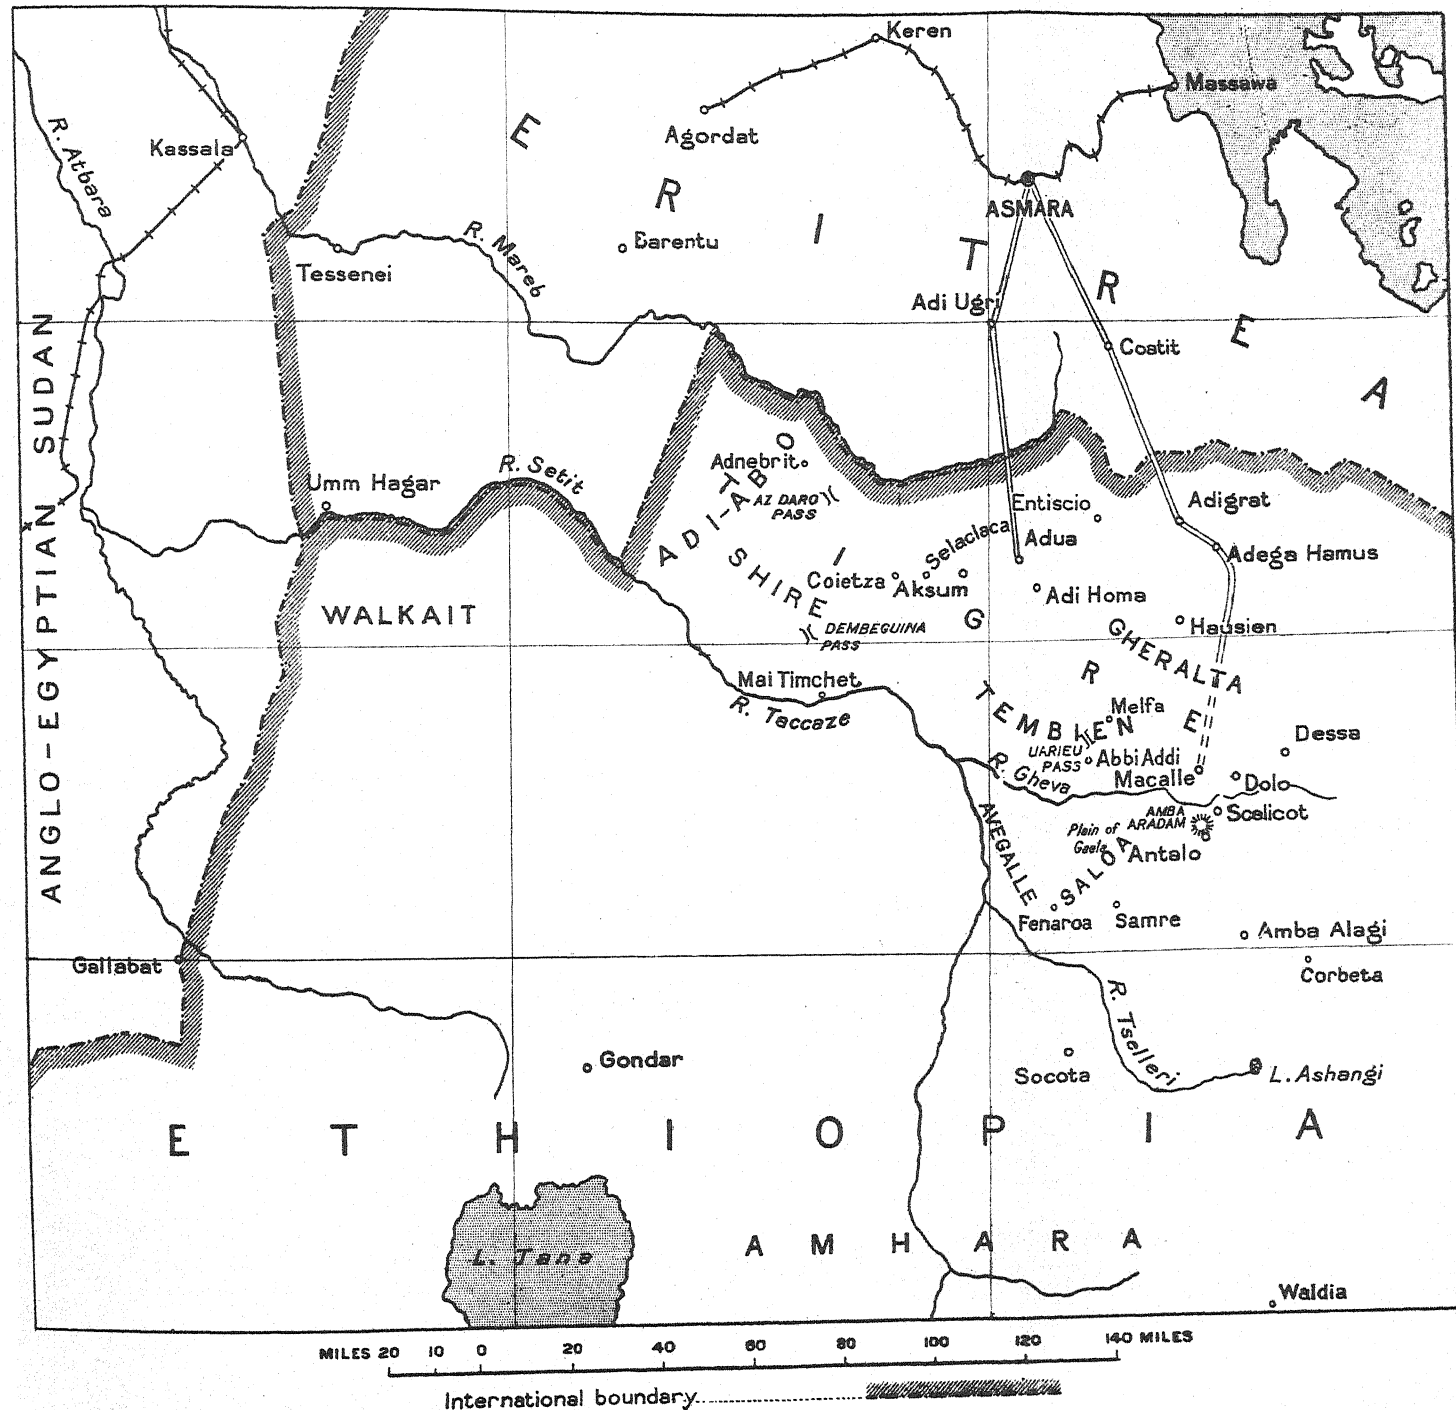 Keren
Massawa
R. Atbara
Kassala
Agordat
ERITREA
ASMARA
R. Mareb
Barentu
Tessenei
Adi Ugri
Coatit
ANGLO-EGYPTIAN SUDAN
Umm Hagar
R. Setit
Adnebrit
ADI-ABO
AZ DARO
PASS
Entiscio
Adigrat
Selaclaca
Adua
Adega Hamus
SHIRE
Coietza
Aksum
Adi Homa
WALKAIT
DEMBEGUINA
PASS
Hausien
GHERALTA
TIGRE
Mai Timchet
R. Taccaze
TEMBIEN
Melfa
UARIEU
PASS
Abbi Addi
Dessa
R. Gheva
Macalle
Dolo
AVEGALLE
AMBA
ARADAM
Scelicot
Plain of
Gaela
Antalo
SALOA
Fenaroa
Samre
Amba Alagi
Gallabat
Corbeta
R. Tselleri
Gondar
Socota
L. Ashangi
ETHIOPIA
L. Tana
AMHARA
Waldia
MILES 20 10 0 20 40 60 80 100 120 140 MILES
International boundary